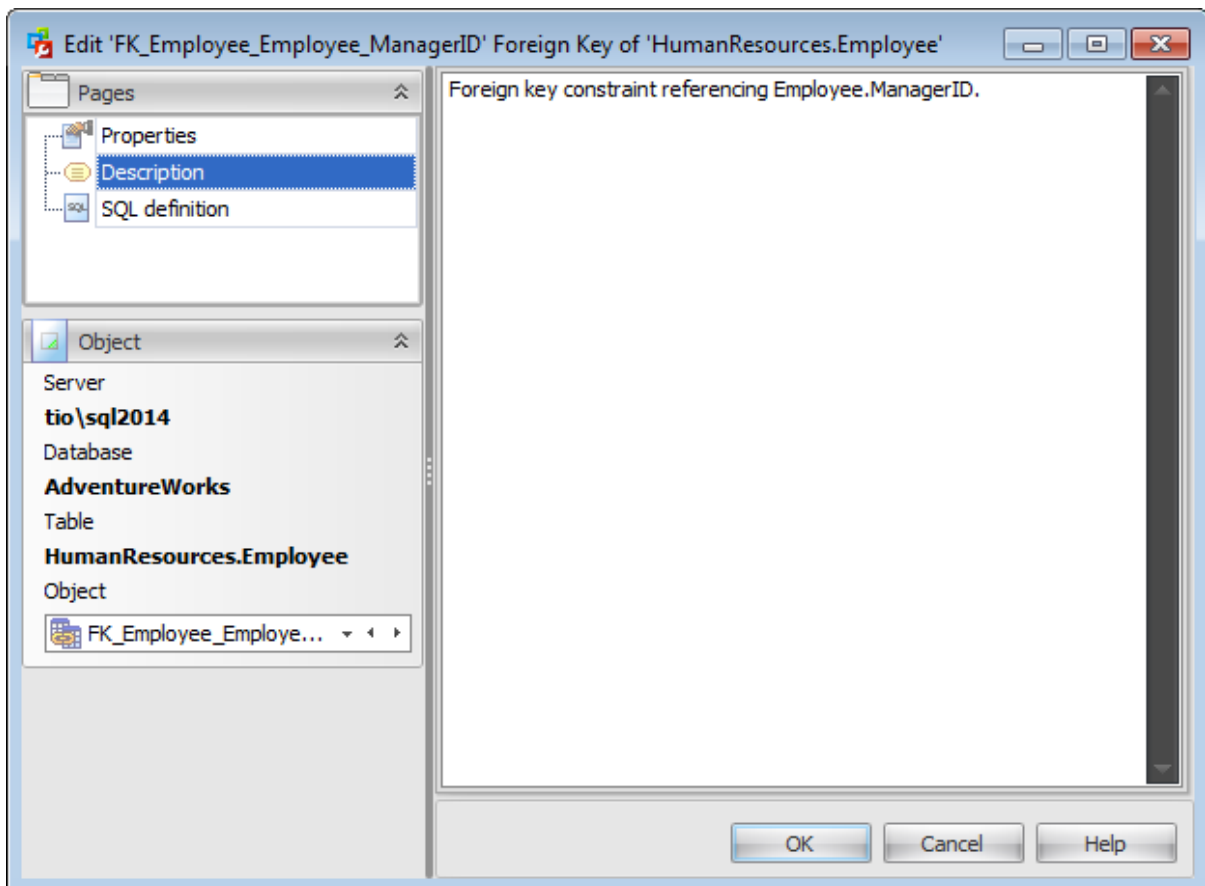 Edit 'FK_Employee_Employee_ManagerID' Foreign Key of 'HumanResources.Employee'
Pages
Properties
Description
SQL definition
Object
Server
tio\sql2014
Database
AdventureWorks
Table
HumanResources.Employee
Object
FK_Employee_Employe...
Foreign key constraint referencing Employee.ManagerID.
OK
Cancel
Help